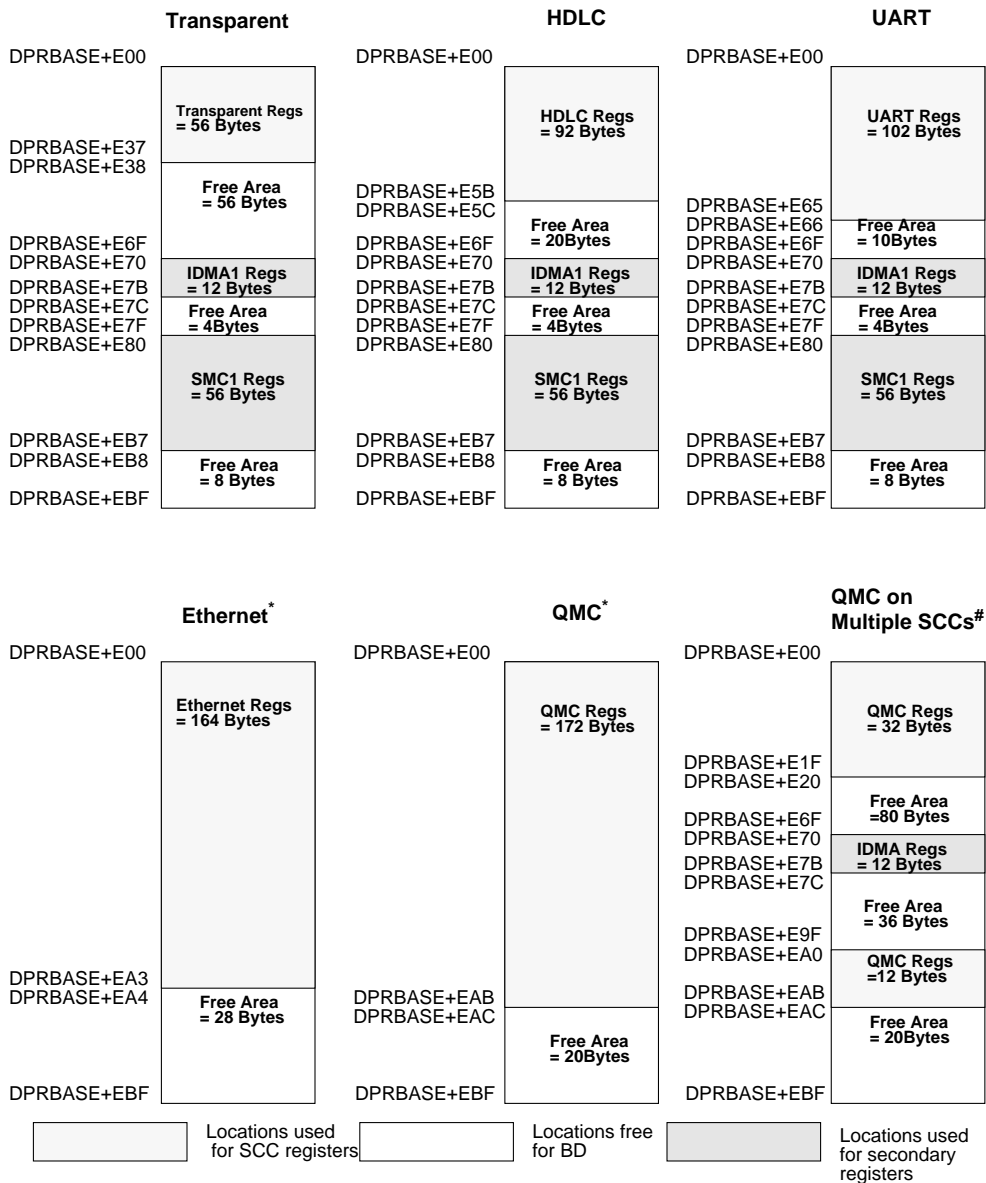 Transparent
DPRBASE+E00
Transparent Regs
= 56 Bytes
DPRBASE+E37
DPRBASE+E38
Free Area
= 56 Bytes
DPRBASE+E6F
DPRBASE+E70
IDMA1 Regs
= 12 Bytes
DPRBASE+E7B
DPRBASE+E7C
Free Area
= 4Bytes
DPRBASE+E7F
DPRBASE+E80
SMC1 Regs
= 56 Bytes
DPRBASE+EB7
DPRBASE+EB8
Free Area
= 8 Bytes
DPRBASE+EBF
HDLC
DPRBASE+E00
HDLC Regs
= 92 Bytes
DPRBASE+E5B
DPRBASE+E5C
Free Area
= 20Bytes
DPRBASE+E6F
DPRBASE+E70
IDMA1 Regs
= 12 Bytes
DPRBASE+E7B
DPRBASE+E7C
Free Area
= 4Bytes
DPRBASE+E7F
DPRBASE+E80
SMC1 Regs
= 56 Bytes
DPRBASE+EB7
DPRBASE+EB8
Free Area
= 8 Bytes
DPRBASE+EBF
UART
DPRBASE+E00
UART Regs
= 102 Bytes
DPRBASE+E65
DPRBASE+E66
Free Area
= 10Bytes
DPRBASE+E6F
DPRBASE+E70
IDMA1 Regs
= 12 Bytes
DPRBASE+E7B
DPRBASE+E7C
Free Area
= 4Bytes
DPRBASE+E7F
DPRBASE+E80
SMC1 Regs
= 56 Bytes
DPRBASE+EB7
DPRBASE+EB8
Free Area
= 8 Bytes
DPRBASE+EBF
Ethernet*
DPRBASE+E00
Ethernet Regs
= 164 Bytes
DPRBASE+EA3
DPRBASE+EA4
Free Area
= 28 Bytes
DPRBASE+EBF
QMC*
DPRBASE+E00
QMC Regs
= 172 Bytes
DPRBASE+EAB
DPRBASE+EAC
Free Area
= 20Bytes
DPRBASE+EBF
QMC on
Multiple SCCs#
DPRBASE+E00
QMC Regs
= 32 Bytes
DPRBASE+E1F
DPRBASE+E20
Free Area
=80 Bytes
DPRBASE+E6F
DPRBASE+E70
IDMA Regs
= 12 Bytes
DPRBASE+E7B
DPRBASE+E7C
Free Area
= 36 Bytes
DPRBASE+E9F
DPRBASE+EA0
QMC Regs
=12 Bytes
DPRBASE+EAB
DPRBASE+EAC
Free Area
= 20Bytes
DPRBASE+EBF
Locations used
for SCC registers
Locations free
for BD
Locations used
for secondary
registers